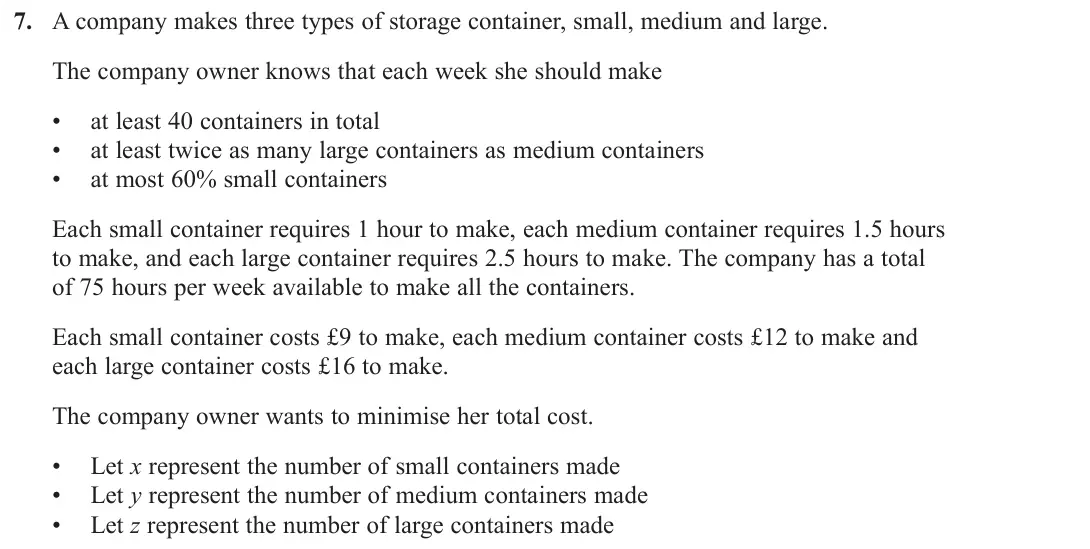 7. A company makes three types of storage container, small, medium and large.
The company owner knows that each week she should make
• at least 40 containers in total
• at least twice as many large containers as medium containers
• at most 60% small containers
Each small container requires 1 hour to make, each medium container requires 1.5 hours
to make, and each large container requires 2.5 hours to make. The company has a total
of 75 hours per week available to make all the containers.
Each small container costs £9 to make, each medium container costs £12 to make and
each large container costs £16 to make.
The company owner wants to minimise her total cost.
• Let x represent the number of small containers made
• Let y represent the number of medium containers made
• Let z represent the number of large containers made